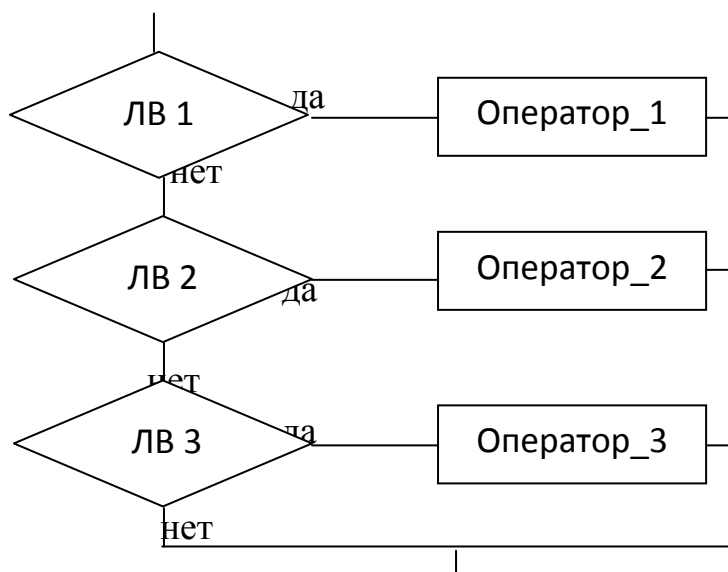 да
ЛВ 1
Оператор_1
нет
ЛВ 2
Оператор_2
да
нет
да
ЛВ 3
Оператор_3
нет